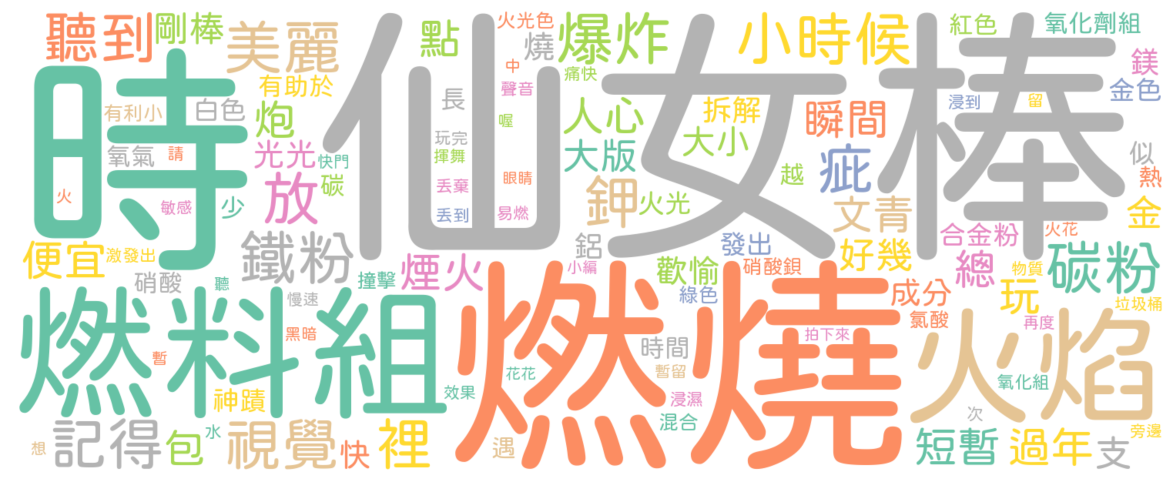 聽到
剛棒
美麗
點
火光色
燒
爆炸
小時候
紅色
氧化劑組
鎂
金色
仙女棒
時
有助於
中
痛快
聲音
長
喔
有利小
白色
炮
玩完
揮舞
人心
大版
拆解
大小
瞬間
浸到
留
似
熱
氧氣
請
光光
快門
碳
火
敏感
少
放
丟棄
丟到
眼睛
易燃
鉀
火光
越
疵
文青
金
便宜
激發出
鐵粉
鋁
發出
好幾
合金粉
火花
硝酸
聽
撞擊
煙火
小編
歡愉
硝酸鋇
總
物質
碳粉
慢速
綠色
成分
玩
垃圾桶
燃料組
黑暗
燃燒
氯酸
拍下來
再度
火焰
暫
時間
暫留
氧化組
神蹟
效果
花花
浸濕
混合
次
想
記得
包
水
視覺
快
裡
遇
短暫
過年
支
旁邊